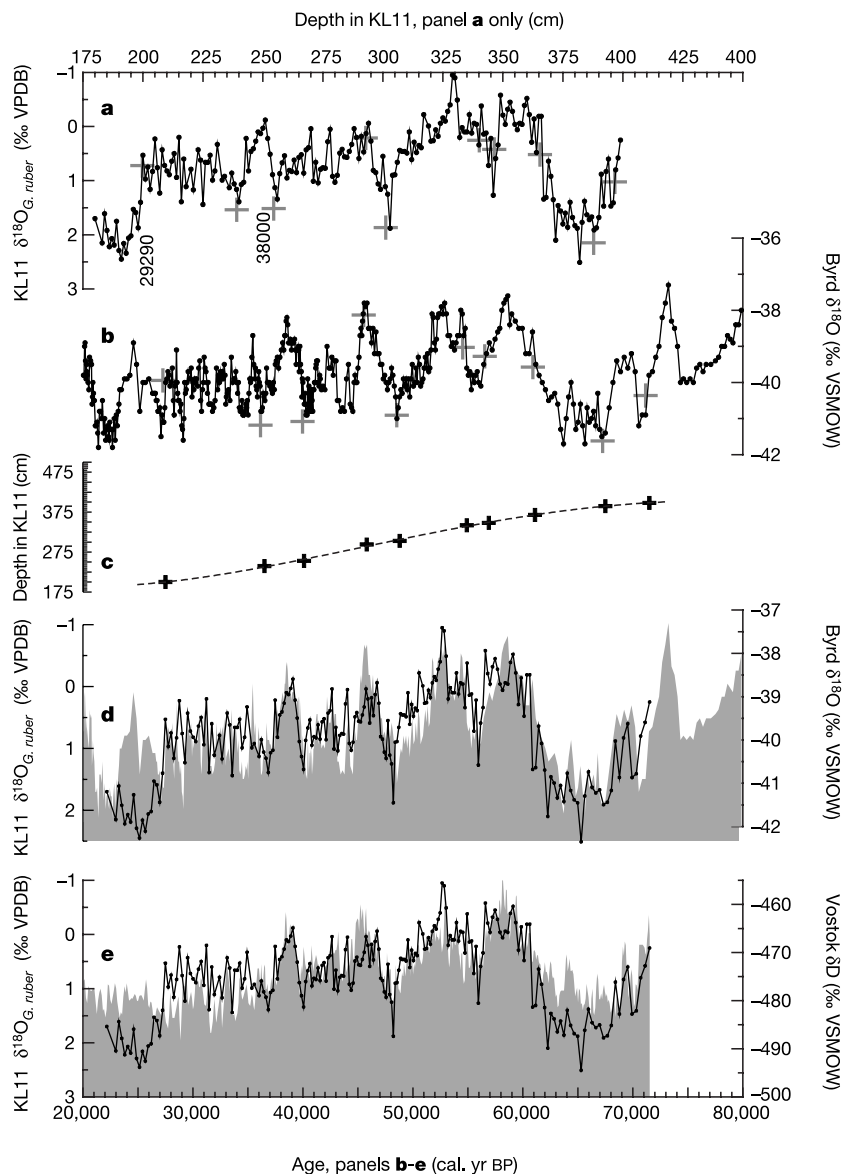 Depth in KL11, panel a only (cm)
175 200 225 250 275 300 325 350 375 400 425 400
a
KL11 δ18OG. ruber (‰ VPDB)
–1
0
1
2
3
29290
38000
b
Byrd δ18O (‰ VSMOW)
–36
–38
–40
–42
c
Depth in KL11 (cm)
475
375
275
175
d
KL11 δ18OG. ruber (‰ VPDB)
–1
0
1
2
Byrd δ18O (‰ VSMOW)
–37
–38
–39
–40
–41
–42
e
KL11 δ18OG. ruber (‰ VPDB)
–1
0
1
2
3
Vostok δD (‰ VSMOW)
–460
–470
–480
–490
–500
20,000 30,000 40,000 50,000 60,000 70,000 80,000
Age, panels b-e (cal. yr BP)